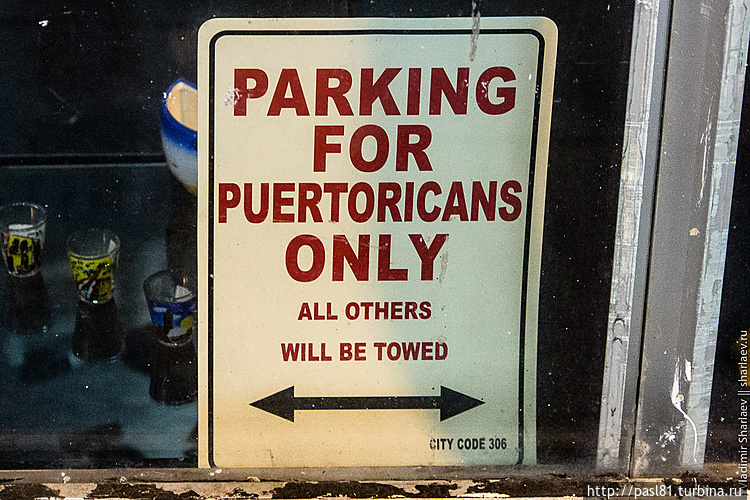 PARKING
FOR
PUERTORICANS
ONLY
ALL OTHERS
WILL BE TOWED
CITY CODE 306
Vladimir Sharlaev || sharlaev.ru
http://pasl81.turbina.ru